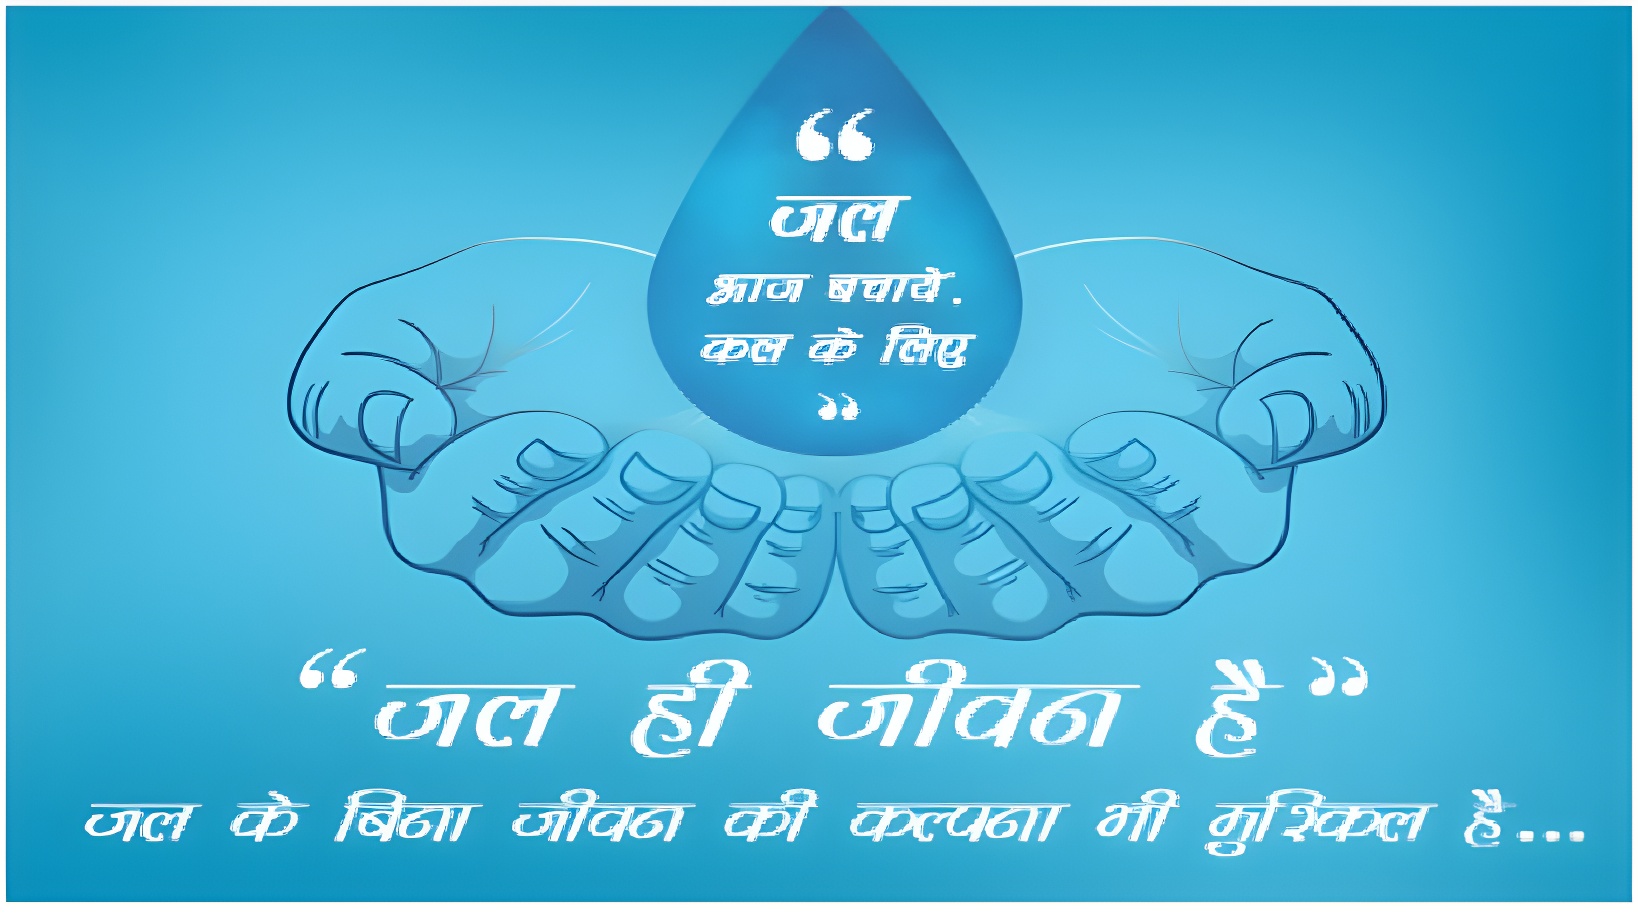 “
जल
आज बचाये.
कल के लिए
”
“जल ही जीवन है”
जल के बिना जीवन की कल्पना भी मुश्किल है...